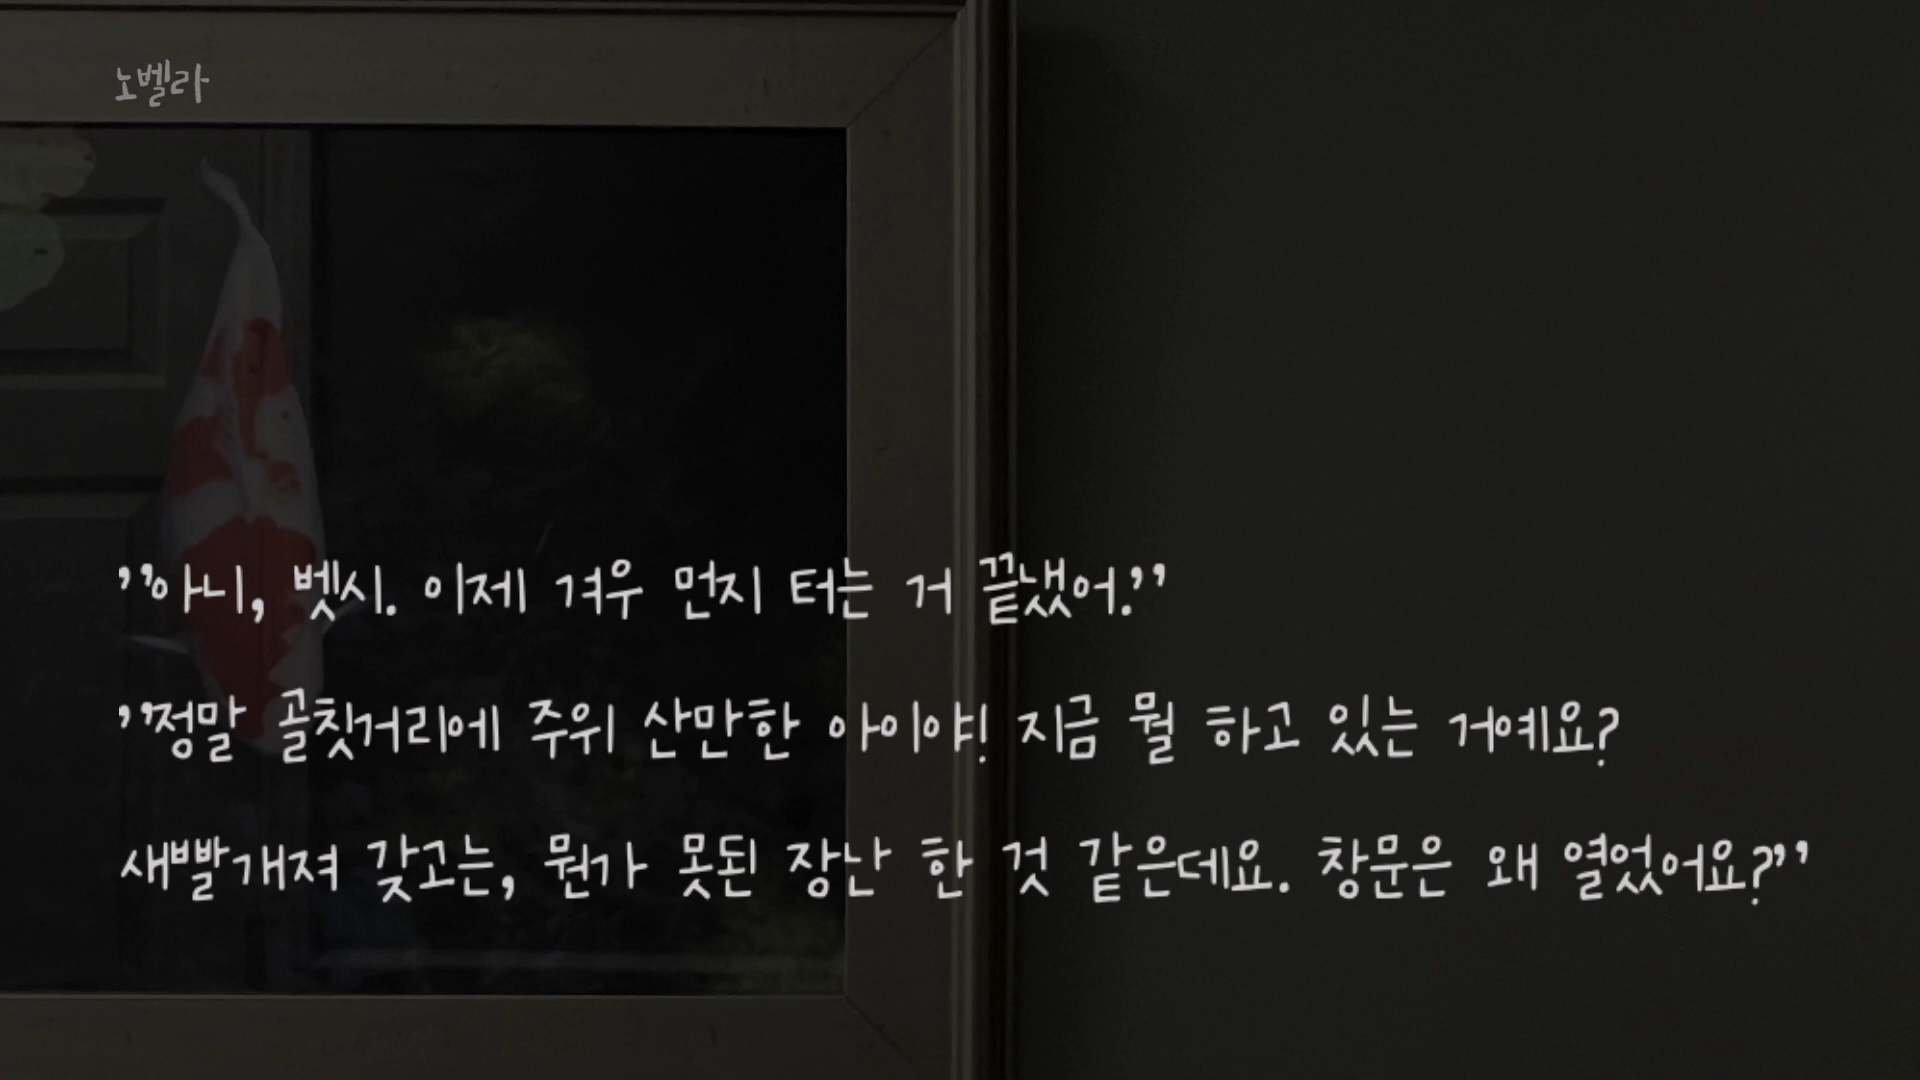 노벨라
"아니, 벳시. 이제 겨우 먼지 터는 거 끝냈어."
"정말 골칫거리에 주위 산만한 아이야! 지금 뭘 하고 있는 거예요?
새빨개져 갖고는, 뭔가 못된 장난 한 것 같은데요. 창문은 왜 열었어요?"